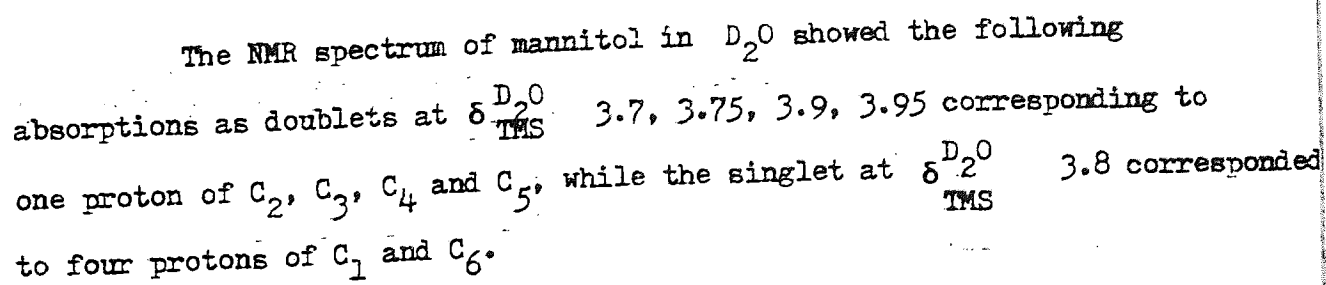 The NMR spectrum of mannitol in D₂O showed the following
absorptions as doublets at δ D₂O TMS 3.7, 3.75, 3.9, 3.95 corresponding to
one proton of C₂, C₃, C₄ and C₅, while the singlet at δ D₂O TMS 3.8 corresponded
to four protons of C₁ and C₆.